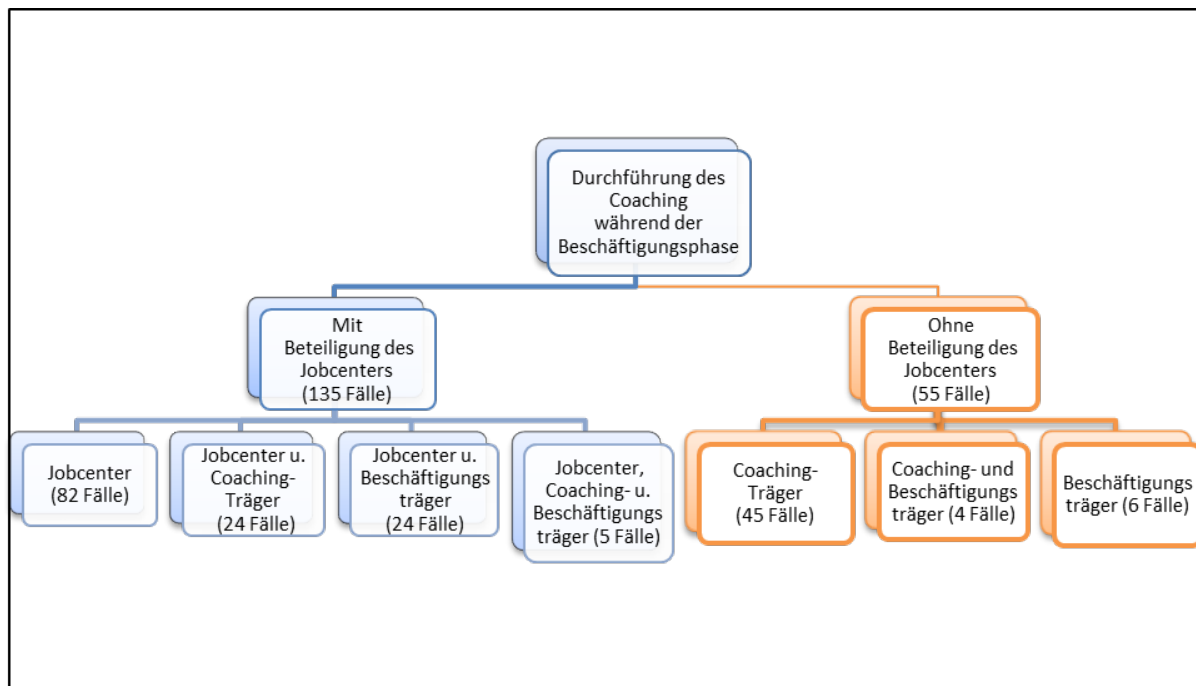 Durchführung des
Coaching
während der
Beschäftigungsphase
Mit
Beteiligung des
Jobcenters
(135 Fälle)
Ohne
Beteiligung des
Jobcenters
(55 Fälle)
Jobcenter
(82 Fälle)
Jobcenter u.
Coaching-
Träger
(24 Fälle)
Jobcenter u.
Beschäftigungs
träger
(24 Fälle)
Jobcenter,
Coaching- u.
Beschäftigungs
träger (5 Fälle)
Coaching-
Träger
(45 Fälle)
Coaching- und
Beschäftigungs
träger (4 Fälle)
Beschäftigungs
träger (6 Fälle)